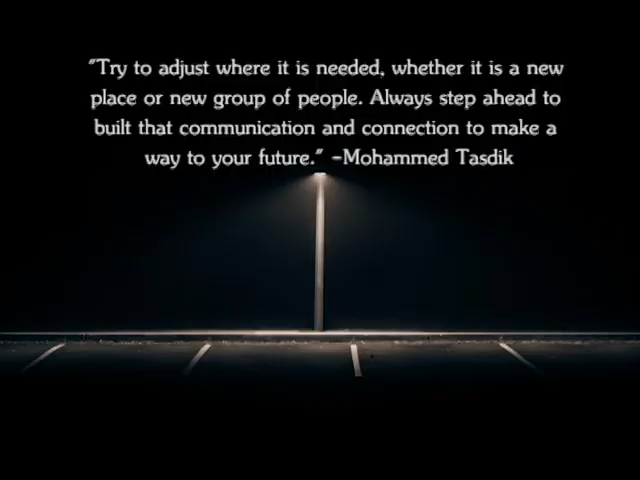 "Try to adjust where it is needed, whether it is a new
place or new group of people. Always step ahead to
built that communication and connection to make a
way to your future." -Mohammed Tasdik